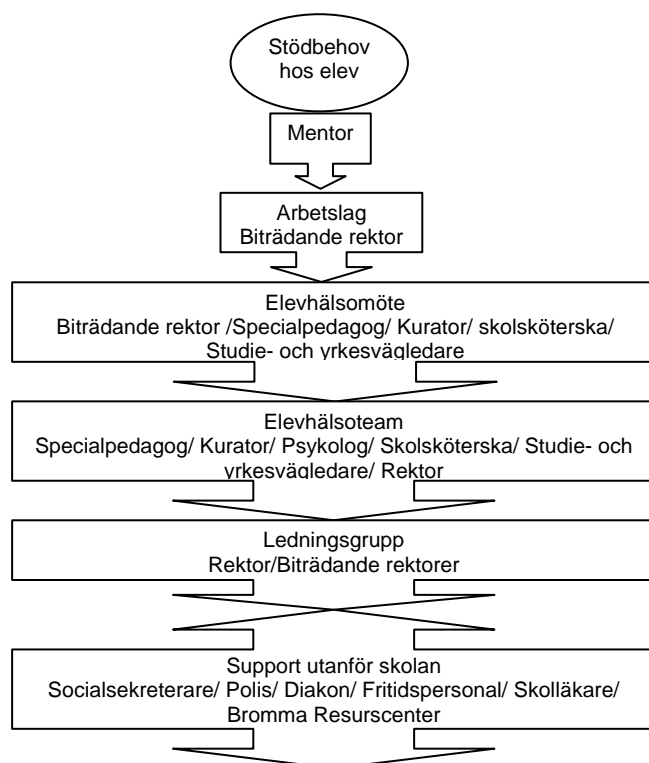 Stödbehov
hos elev
Mentor
Arbetslag
Biträdande rektor
Elevhälsomöte
Biträdande rektor /Specialpedagog/ Kurator/ skolsköterska/
Studie- och yrkesvägledare
Elevhälsoteam
Specialpedagog/ Kurator/ Psykolog/ Skolsköterska/ Studie- och
yrkesvägledare/ Rektor
Ledningsgrupp
Rektor/Biträdande rektorer
Support utanför skolan
Socialsekreterare/ Polis/ Diakon/ Fritidspersonal/ Skolläkare/
Bromma Resurscenter